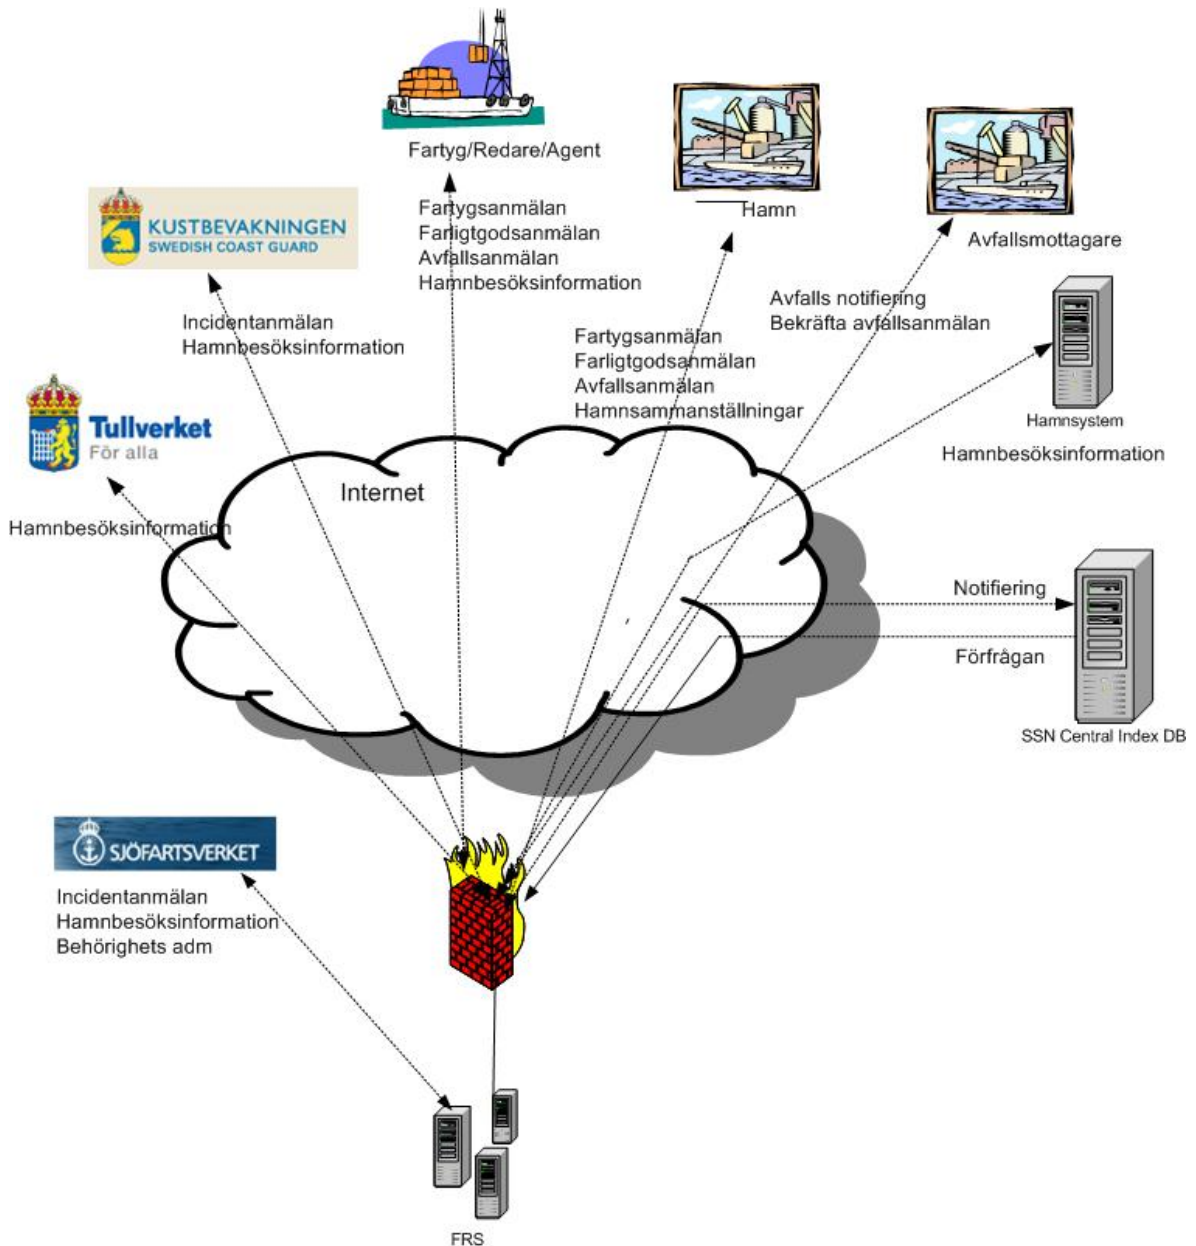 Fartyg/Redare/Agent
Fartygsanmälan
Farligtgodsanmälan
Avfallsanmälan
Hamnbesöksinformation
Hamn
Avfallsmottagare
KUSTBEVAKNINGEN
SWEDISH COAST GUARD
Incidentanmälan
Hamnbesöksinformation
Avfalls notifiering
Bekräfta avfallsanmälan
Fartygsanmälan
Farligtgodsanmälan
Avfallsanmälan
Hamnsammanställningar
Hamnsystem
Hamnbesöksinformation
Tullverket
För alla
Hamnbesöksinformation
Internet
Notifiering
Förfrågan
SSN Central Index DB
SJÖFARTSVERKET
Incidentanmälan
Hamnbesöksinformation
Behörighets adm
FRS